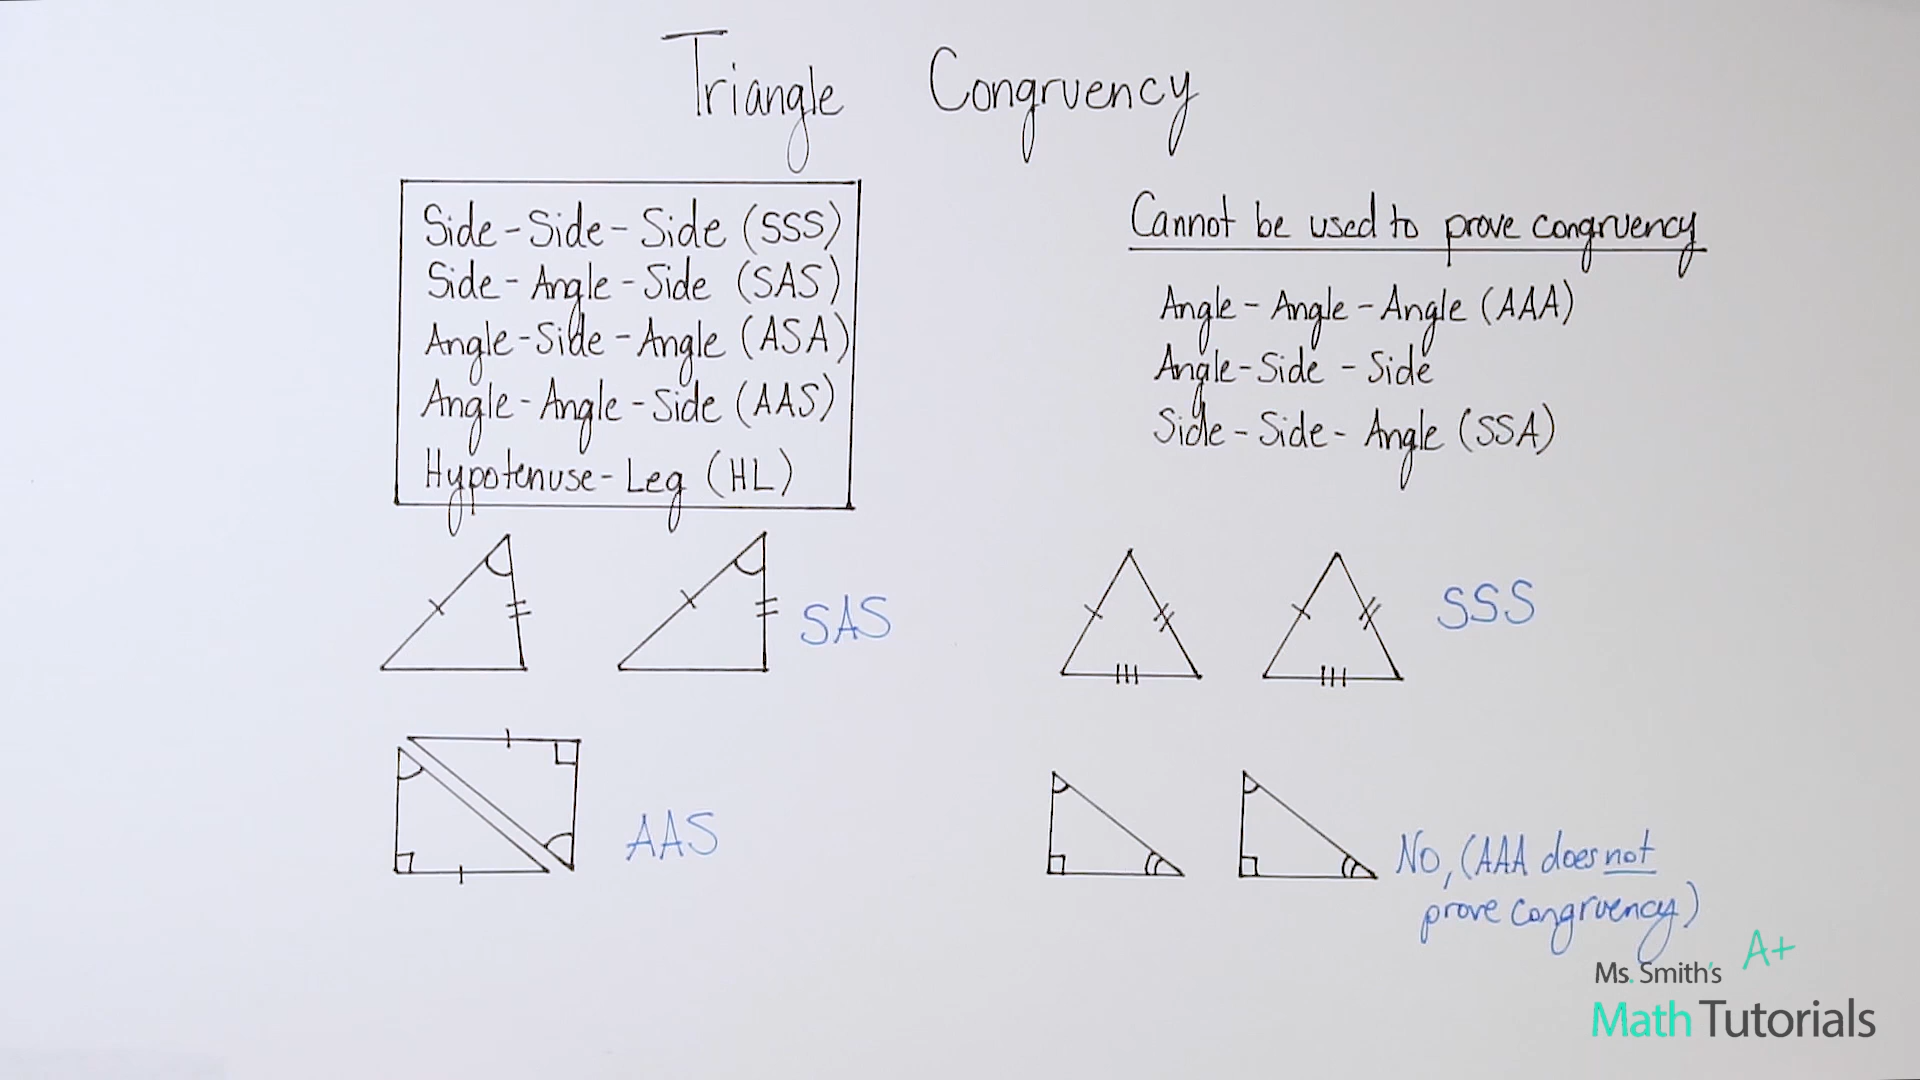 Triangle Congruency
Side-Side-Side (SSS)
Side-Angle-Side (SAS)
Angle-Side-Angle (ASA)
Angle-Angle-Side (AAS)
Hypotenuse-Leg (HL)
Cannot be used to prove congruency
Angle-Angle-Angle (AAA)
Angle-Side-Side
Side-Side-Angle (SSA)
SAS
SSS
AAS
No, (AAA does not
prove congruency)
Ms. Smith's A+
Math Tutorials